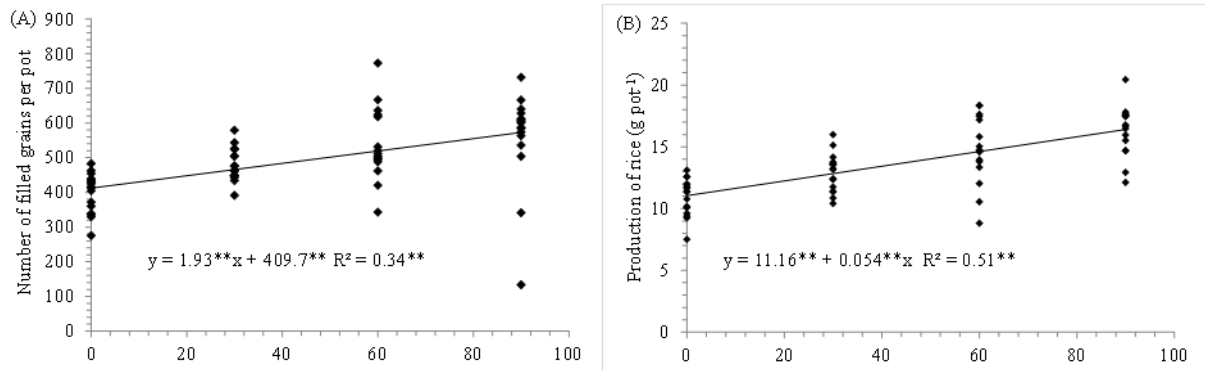 (A)
Number of filled grains per pot
900
800
700
600
500
400
300
200
100
0
y = 1.93**x + 409.7** R² = 0.34**
0 20 40 60 80 100
(B)
Production of rice (g pot⁻¹)
25
20
15
10
5
0
y = 11.16** + 0.054**x R² = 0.51**
0 20 40 60 80 100